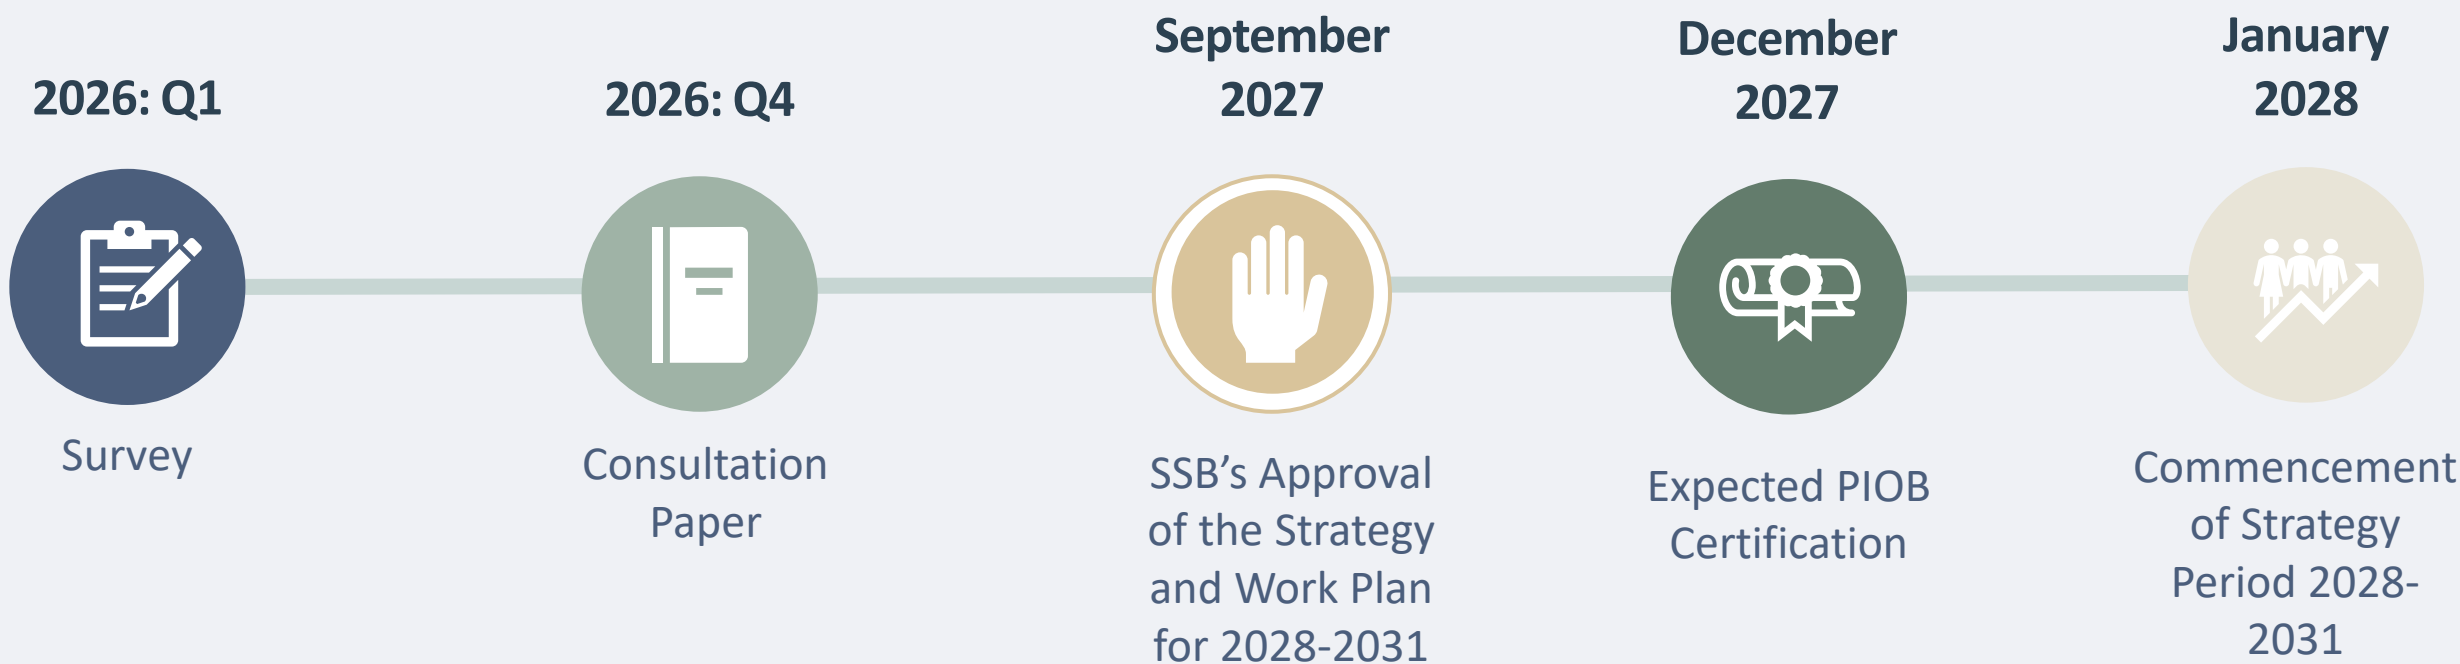 2026: Q1
Survey
2026: Q4
Consultation
Paper
September
2027
SSB’s Approval
of the Strategy
and Work Plan
for 2028-2031
December
2027
Expected PIOB
Certification
January
2028
Commencement
of Strategy
Period 2028-
2031